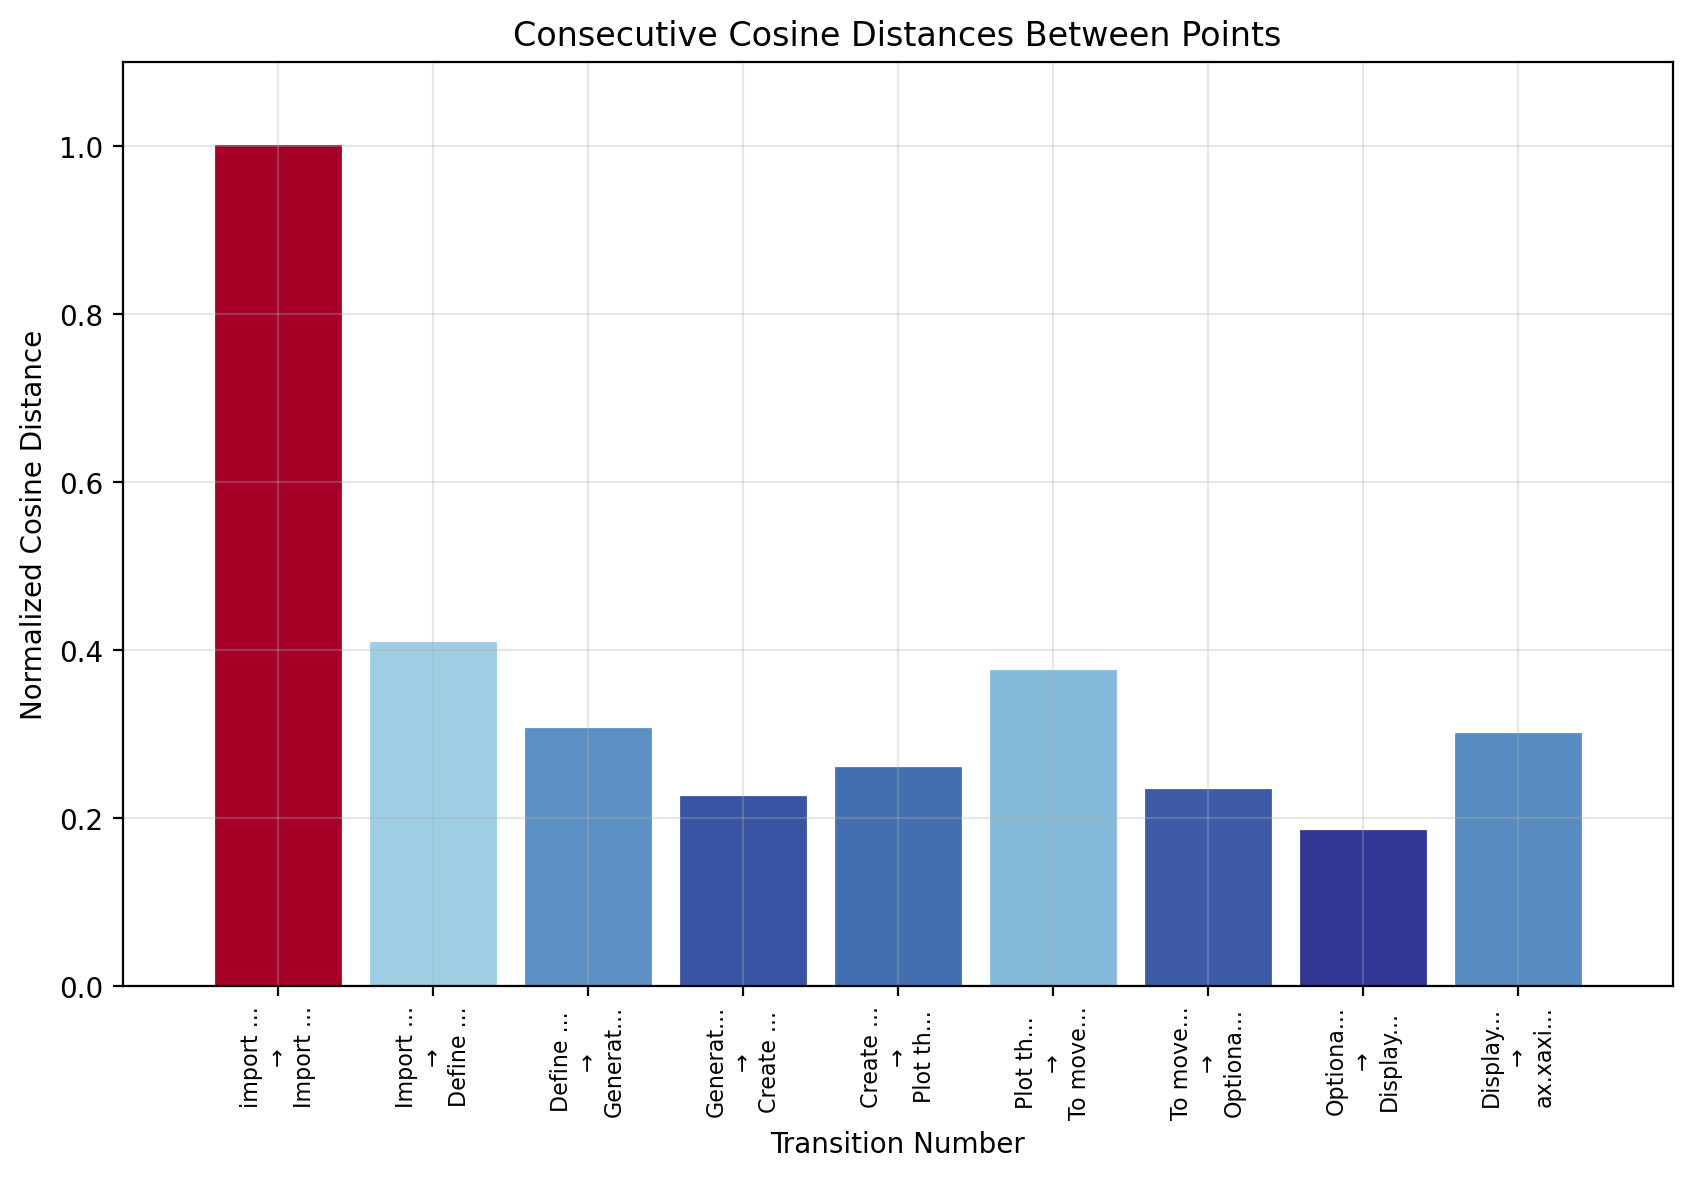 Consecutive Cosine Distances Between Points
Normalized Cosine Distance
1.0
0.8
0.6
0.4
0.2
0.0
import ...
→
Import ...
Import ...
→
Define ...
Define ...
→
Generat...
Generat...
→
Create ...
Create ...
→
Plot th...
Plot th...
→
To move...
To move...
→
Optiona...
Optiona...
→
Display...
Display...
→
ax.xaxi...
Transition Number